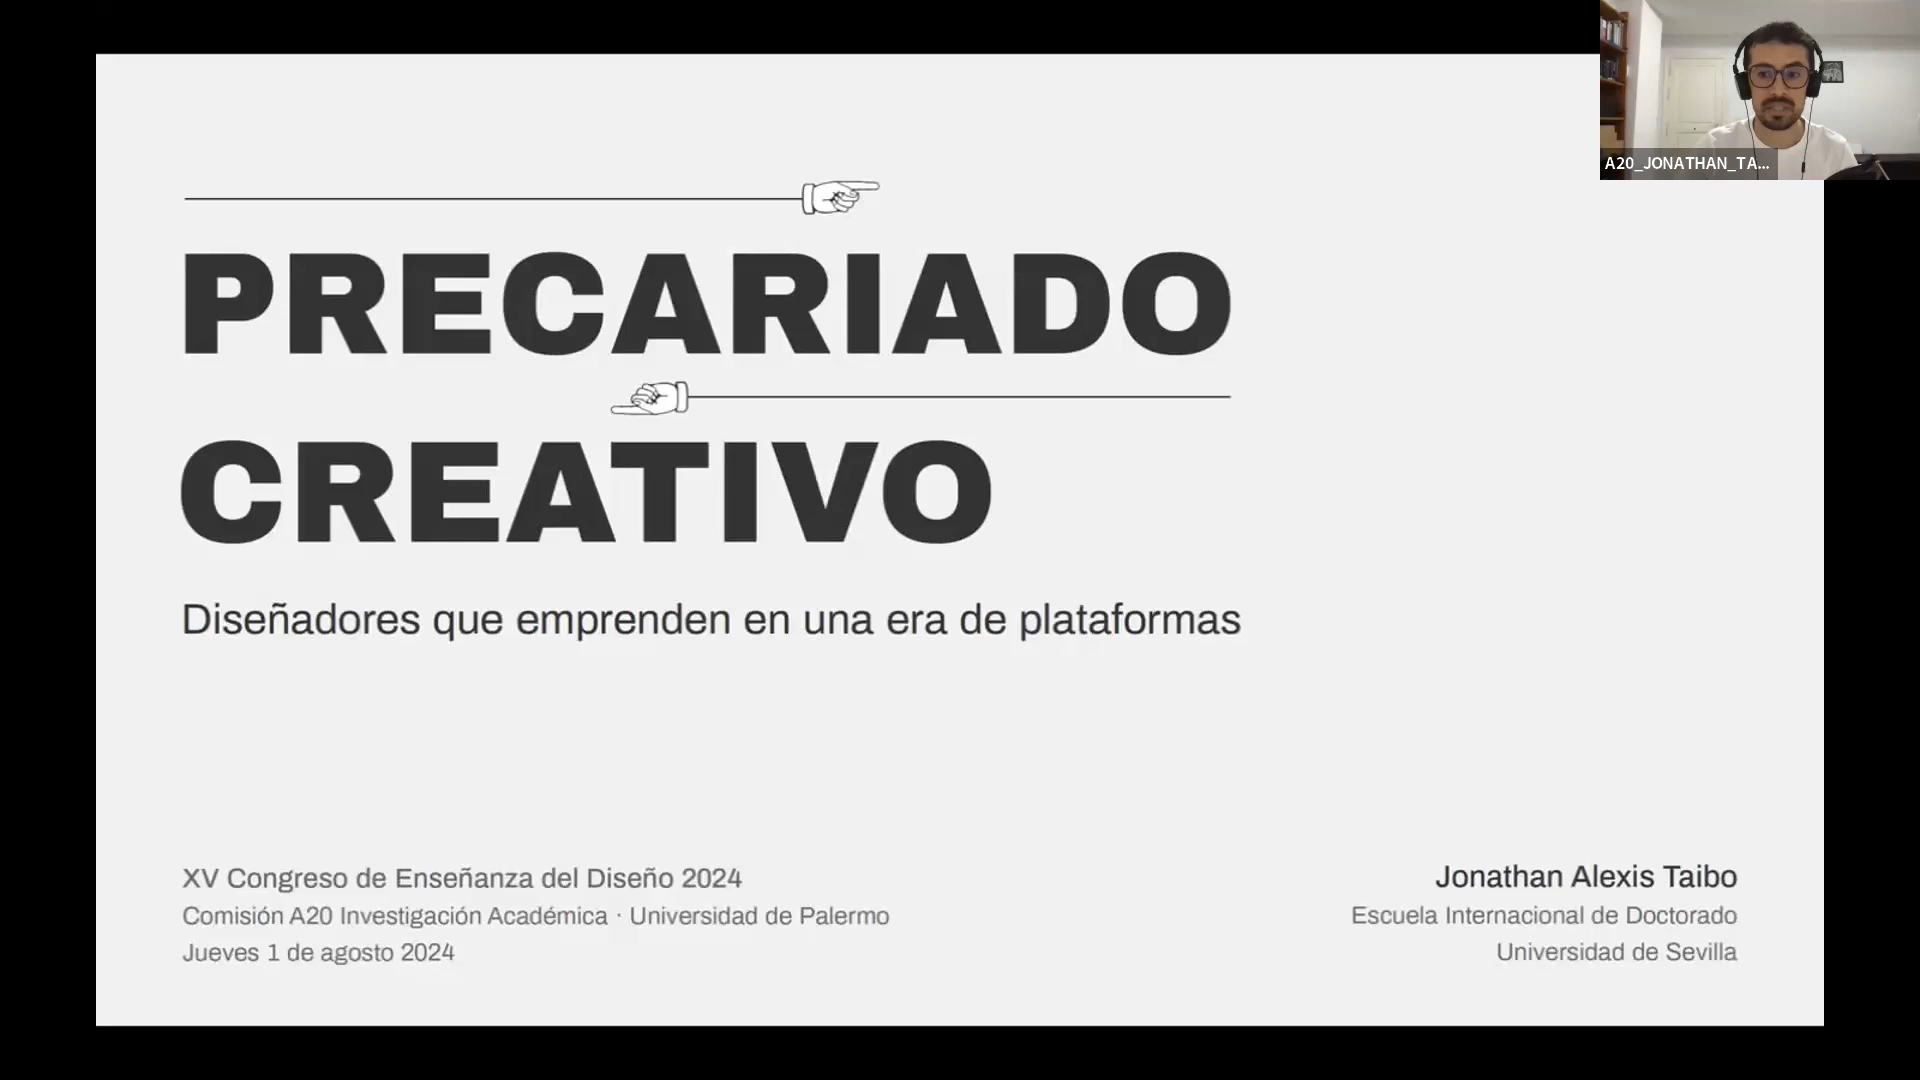 A20_JONATHAN_TA...
PRECARIADO
CREATIVO
Diseñadores que emprenden en una era de plataformas
XV Congreso de Enseñanza del Diseño 2024
Comisión A20 Investigación Académica · Universidad de Palermo
Jueves 1 de agosto 2024
Jonathan Alexis Taibo
Escuela Internacional de Doctorado
Universidad de Sevilla